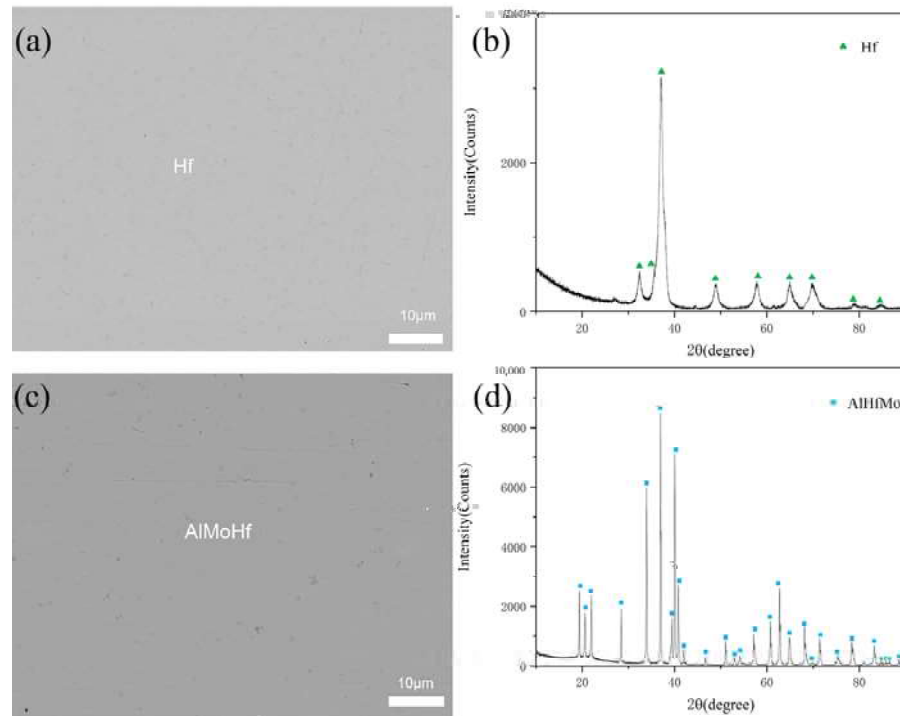 (a)
Hf
10μm
(b)
Hf
Intensity(Counts)
2000
0
20
40
60
80
2θ(degree)
(c)
AlMoHf
10μm
(d)
AlHfMo
Intensity(Counts)
10,000
8000
6000
4000
2000
0
20
40
60
80
2θ(degree)